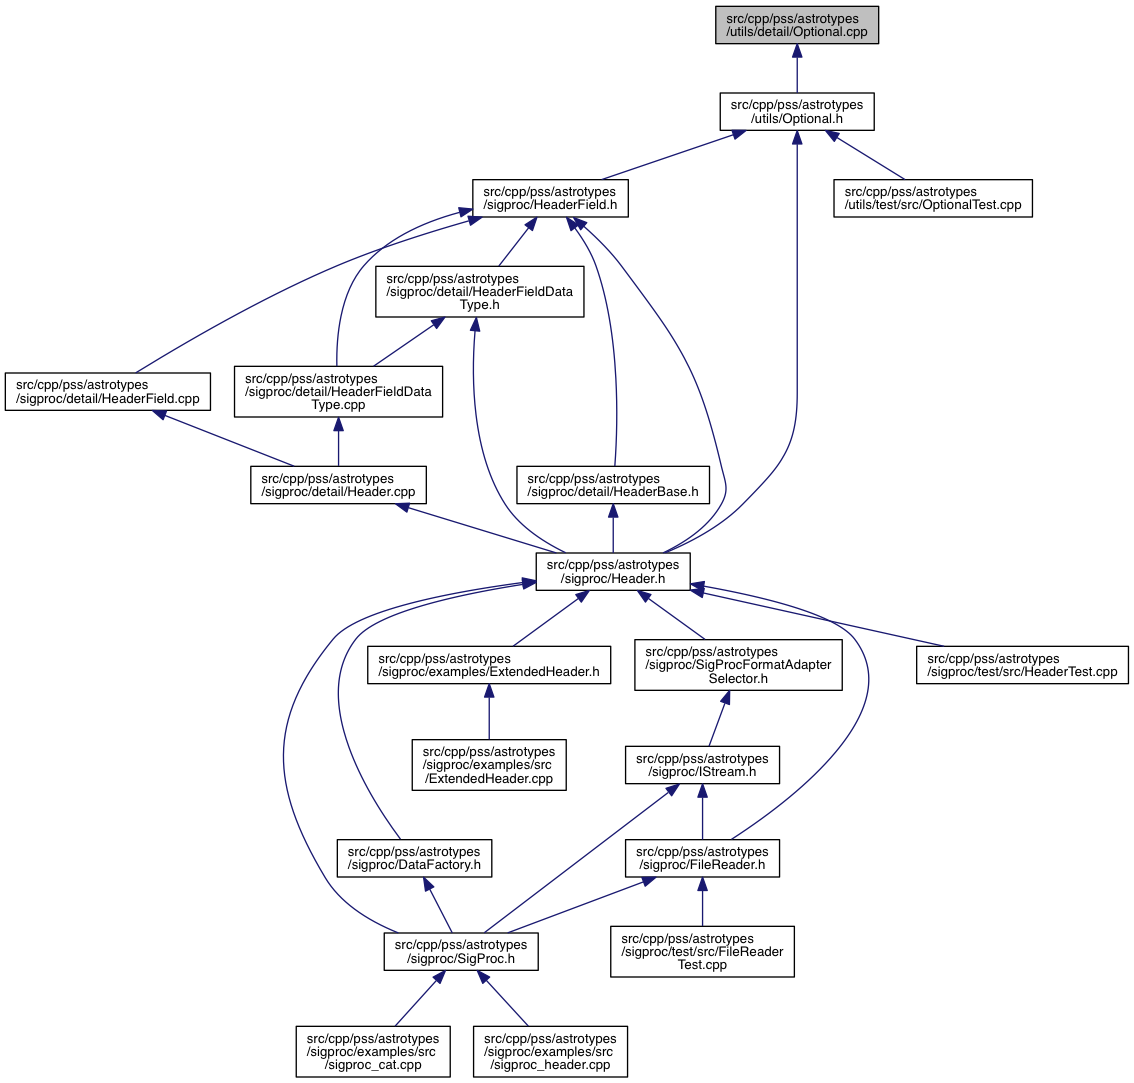 src/cpp/pss/astrotypes
/utils/detail/Optional.cpp
src/cpp/pss/astrotypes
/utils/Optional.h
src/cpp/pss/astrotypes
/sigproc/HeaderField.h
src/cpp/pss/astrotypes
/utils/test/src/OptionalTest.cpp
src/cpp/pss/astrotypes
/sigproc/detail/HeaderFieldData
Type.h
src/cpp/pss/astrotypes
/sigproc/detail/HeaderField.cpp
src/cpp/pss/astrotypes
/sigproc/detail/HeaderFieldData
Type.cpp
src/cpp/pss/astrotypes
/sigproc/detail/Header.cpp
src/cpp/pss/astrotypes
/sigproc/detail/HeaderBase.h
src/cpp/pss/astrotypes
/sigproc/Header.h
src/cpp/pss/astrotypes
/sigproc/examples/ExtendedHeader.h
src/cpp/pss/astrotypes
/sigproc/SigProcFormatAdapter
Selector.h
src/cpp/pss/astrotypes
/sigproc/test/src/HeaderTest.cpp
src/cpp/pss/astrotypes
/sigproc/examples/src
/ExtendedHeader.cpp
src/cpp/pss/astrotypes
/sigproc/IStream.h
src/cpp/pss/astrotypes
/sigproc/DataFactory.h
src/cpp/pss/astrotypes
/sigproc/FileReader.h
src/cpp/pss/astrotypes
/sigproc/SigProc.h
src/cpp/pss/astrotypes
/sigproc/test/src/FileReader
Test.cpp
src/cpp/pss/astrotypes
/sigproc/examples/src
/sigproc_cat.cpp
src/cpp/pss/astrotypes
/sigproc/examples/src
/sigproc_header.cpp